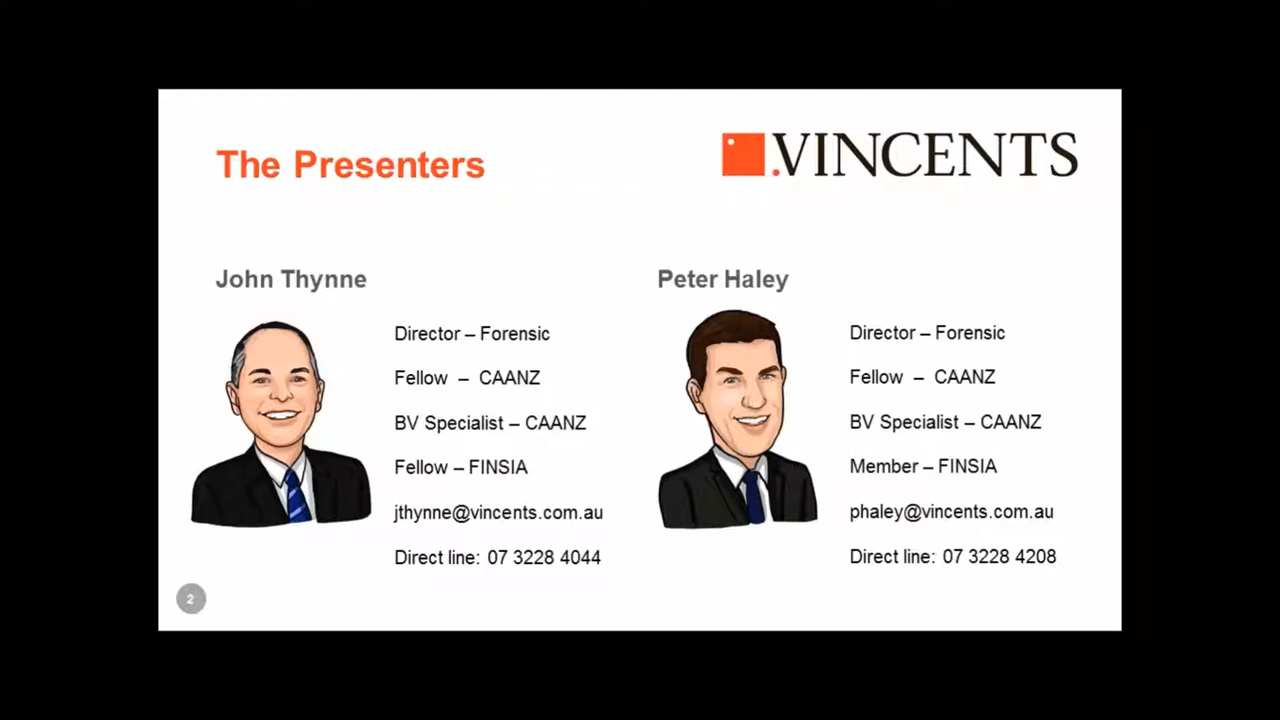 The Presenters
.VINCENTS
John Thynne
Director – Forensic
Fellow – CAANZ
BV Specialist – CAANZ
Fellow – FINSIA
jthynne@vincents.com.au
Direct line: 07 3228 4044
Peter Haley
Director – Forensic
Fellow – CAANZ
BV Specialist – CAANZ
Member – FINSIA
phaley@vincents.com.au
Direct line: 07 3228 4208
2